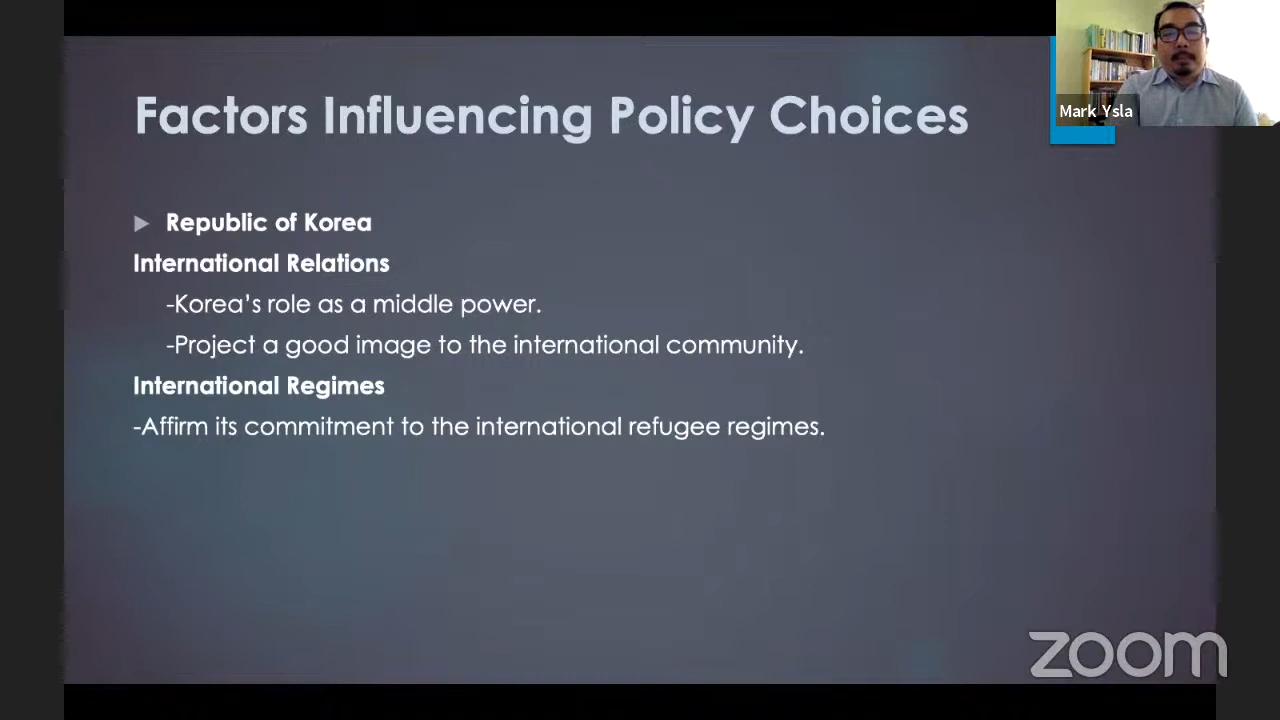 Factors Influencing Policy Choices
Mark Ysla
Republic of Korea
International Relations
-Korea's role as a middle power.
-Project a good image to the international community.
International Regimes
-Affirm its commitment to the international refugee regimes.
zoom